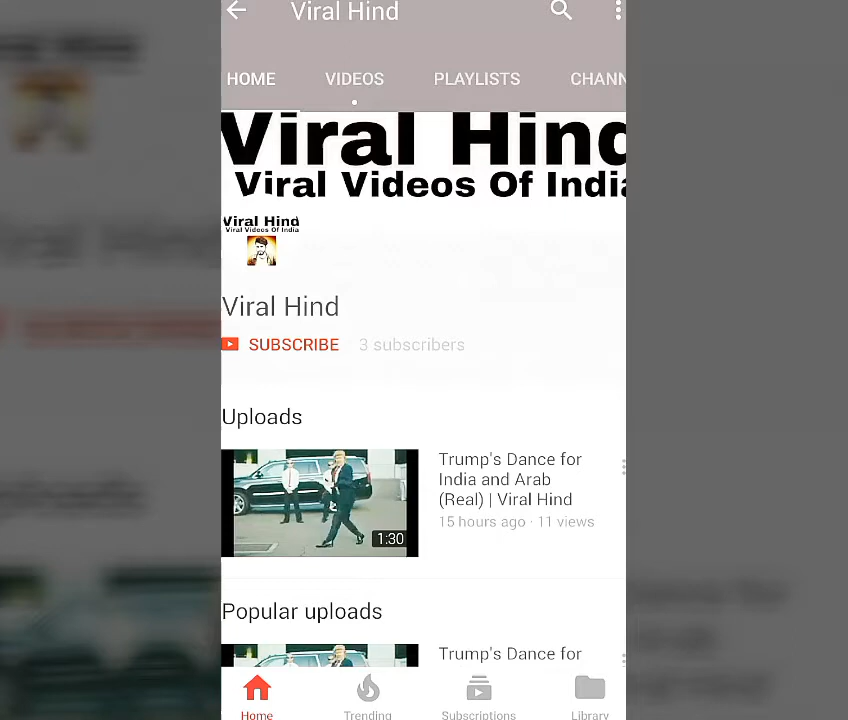 Viral Hind
HOME VIDEOS PLAYLISTS CHANN
Viral Hind
Viral Videos Of India
Viral Hind
Viral Videos Of India
Viral Hind
SUBSCRIBE 3 subscribers
Uploads
Trump's Dance for
India and Arab
(Real) | Viral Hind
15 hours ago · 11 views
1:30
Popular uploads
Trump's Dance for
Home Trending Subscriptions Library